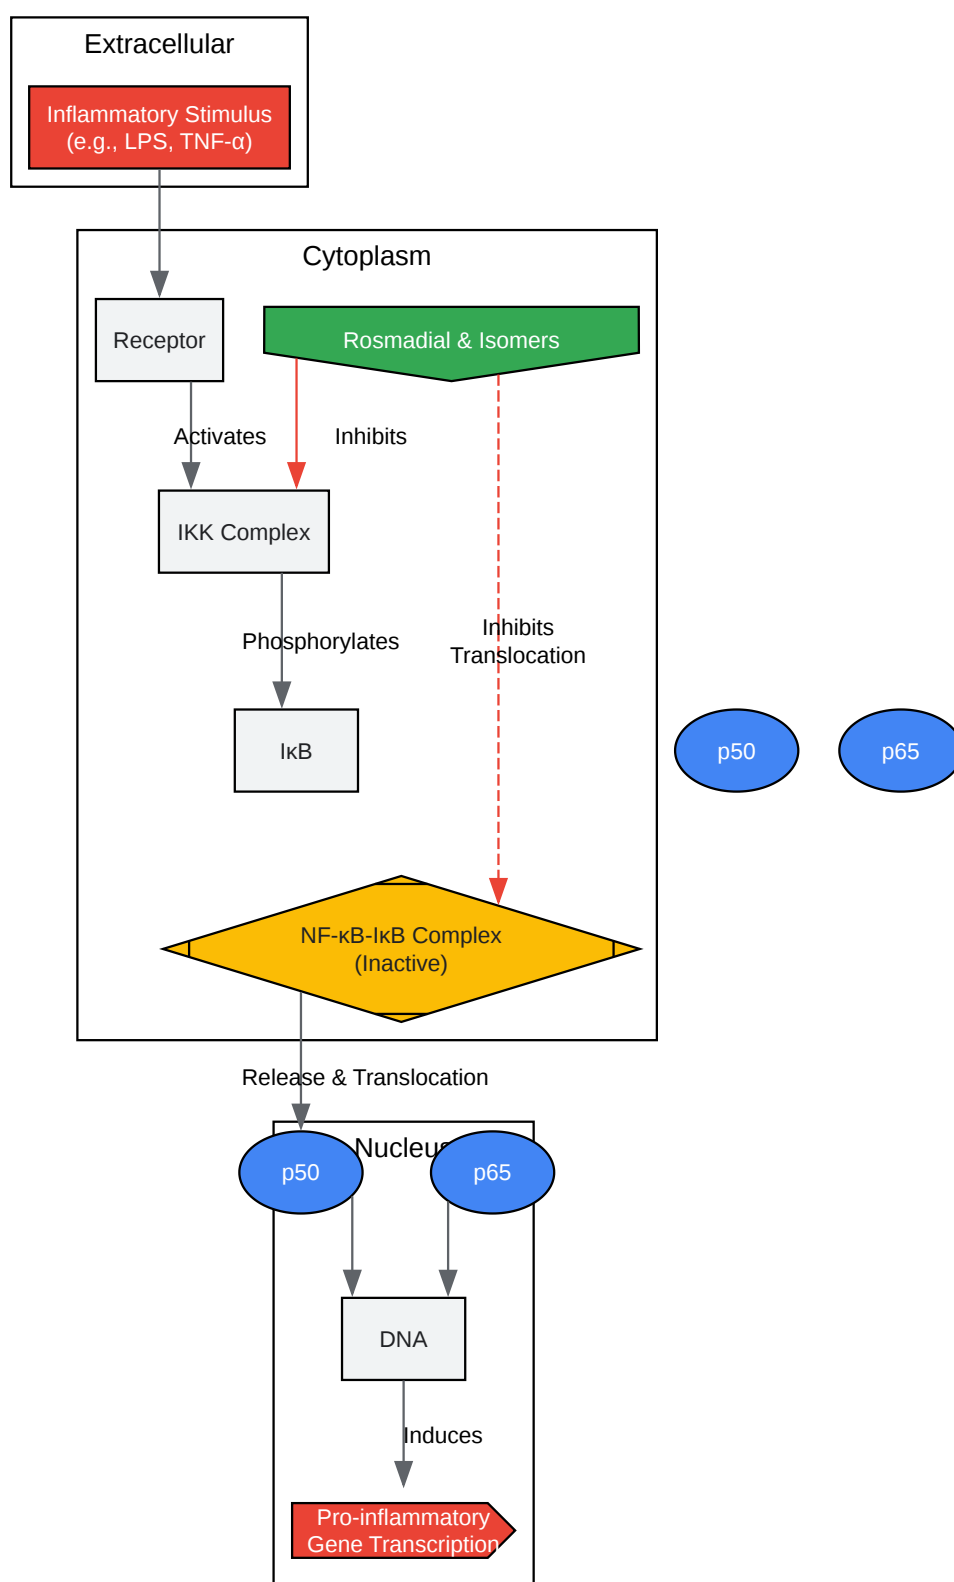 Extracellular
Inflammatory Stimulus
(e.g., LPS, TNF-α)
Cytoplasm
Receptor
Rosmadial & Isomers
Activates
Inhibits
IKK Complex
Phosphorylates
Inhibits
Translocation
IκB
p50
p65
NF-κB-IκB Complex
(Inactive)
Release & Translocation
Nucleus
p50
p65
DNA
Induces
Pro-inflammatory
Gene Transcription